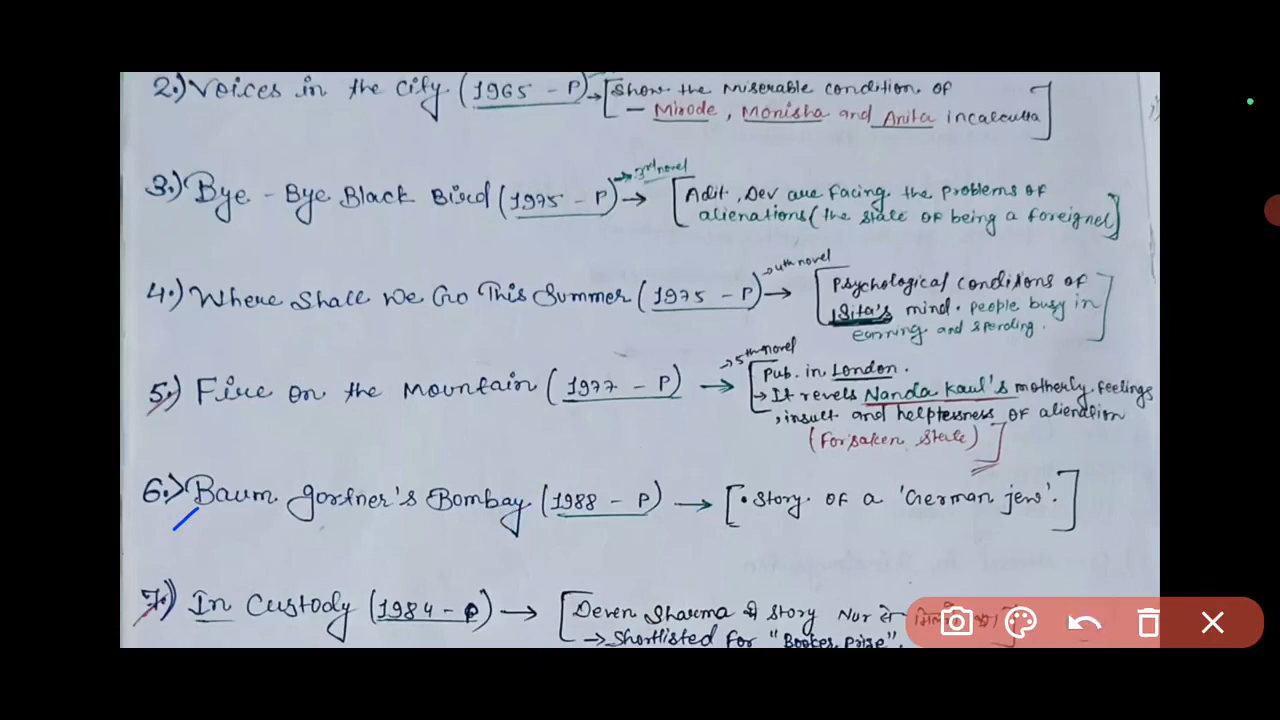 2.) Voices in the city (1965 - P) → [Show the miserable condition of
- Mirode, Monisha and Anita incalcutta]
3.) Bye - Bye Black Bird (1975 - P) → 3rd novel → [Adit, Dev are facing the problems of
alienations (the state of being a foreigner]
4.) Where Shall We Go This Summer (1975 - P) → 4th novel → [Psychological conditions of
Sita's mind. people busy in
earning and spending.]
5.) Fire on the Mountain (1977 - P) → 5th novel → [Pub. in London.
→ It revels Nanda Kaul's motherly feelings
, insult and helplessness of alienation
(Forsaken state)]
6.) Baum gortner's Bombay (1988 - P) → [• Story of a 'German jew'.]
7.) In Custody (1984 - P) → [Deven Sharma की story Nur से
→ Shortlisted for "Booker Prize".